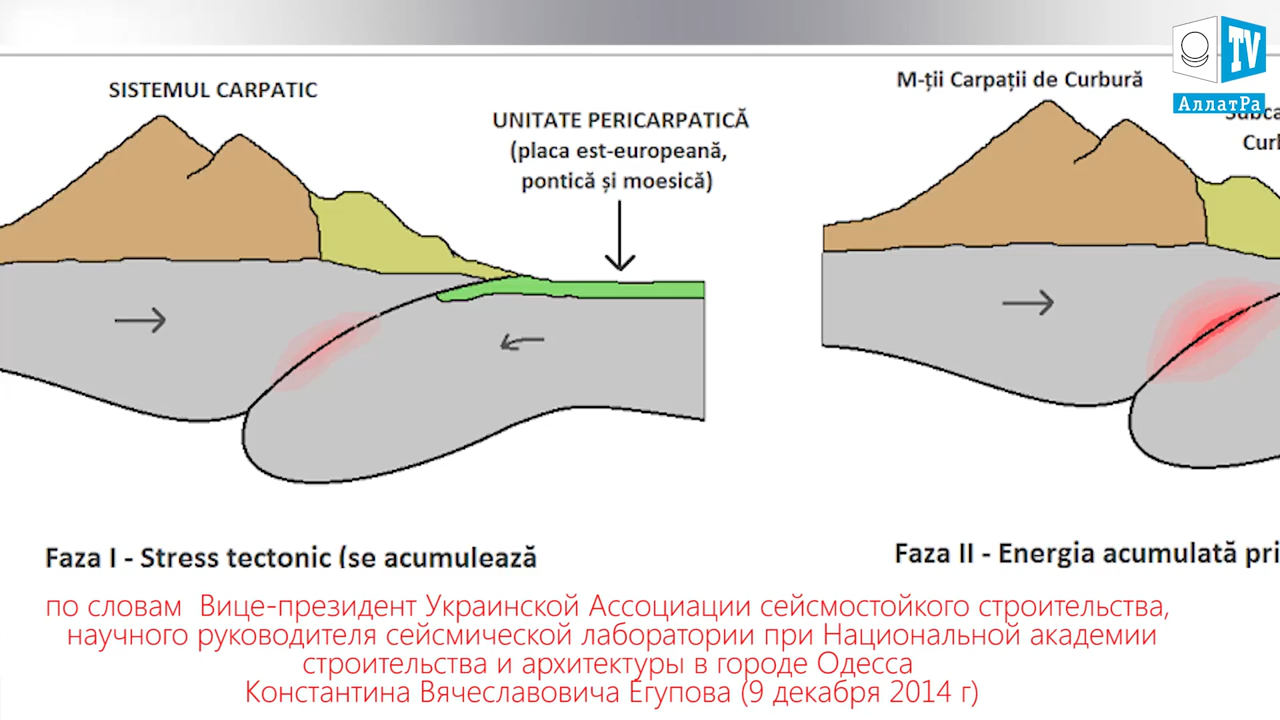 TV
АллатРа
SISTEMUL CARPATIC
UNITATE PERICARPATICĂ
(placa est-europeană,
pontică și moesică)
M-ții Carpații de Curbură
Faza I - Stress tectonic (se acumulează
Faza II - Energia acumulată
по словам Вице-президент Украинской Ассоциации сейсмостойкого строительства,
научного руководителя сейсмической лаборатории при Национальной академии
строительства и архитектуры в городе Одесса
Константина Вячеславовича Егупова (9 декабря 2014 г)